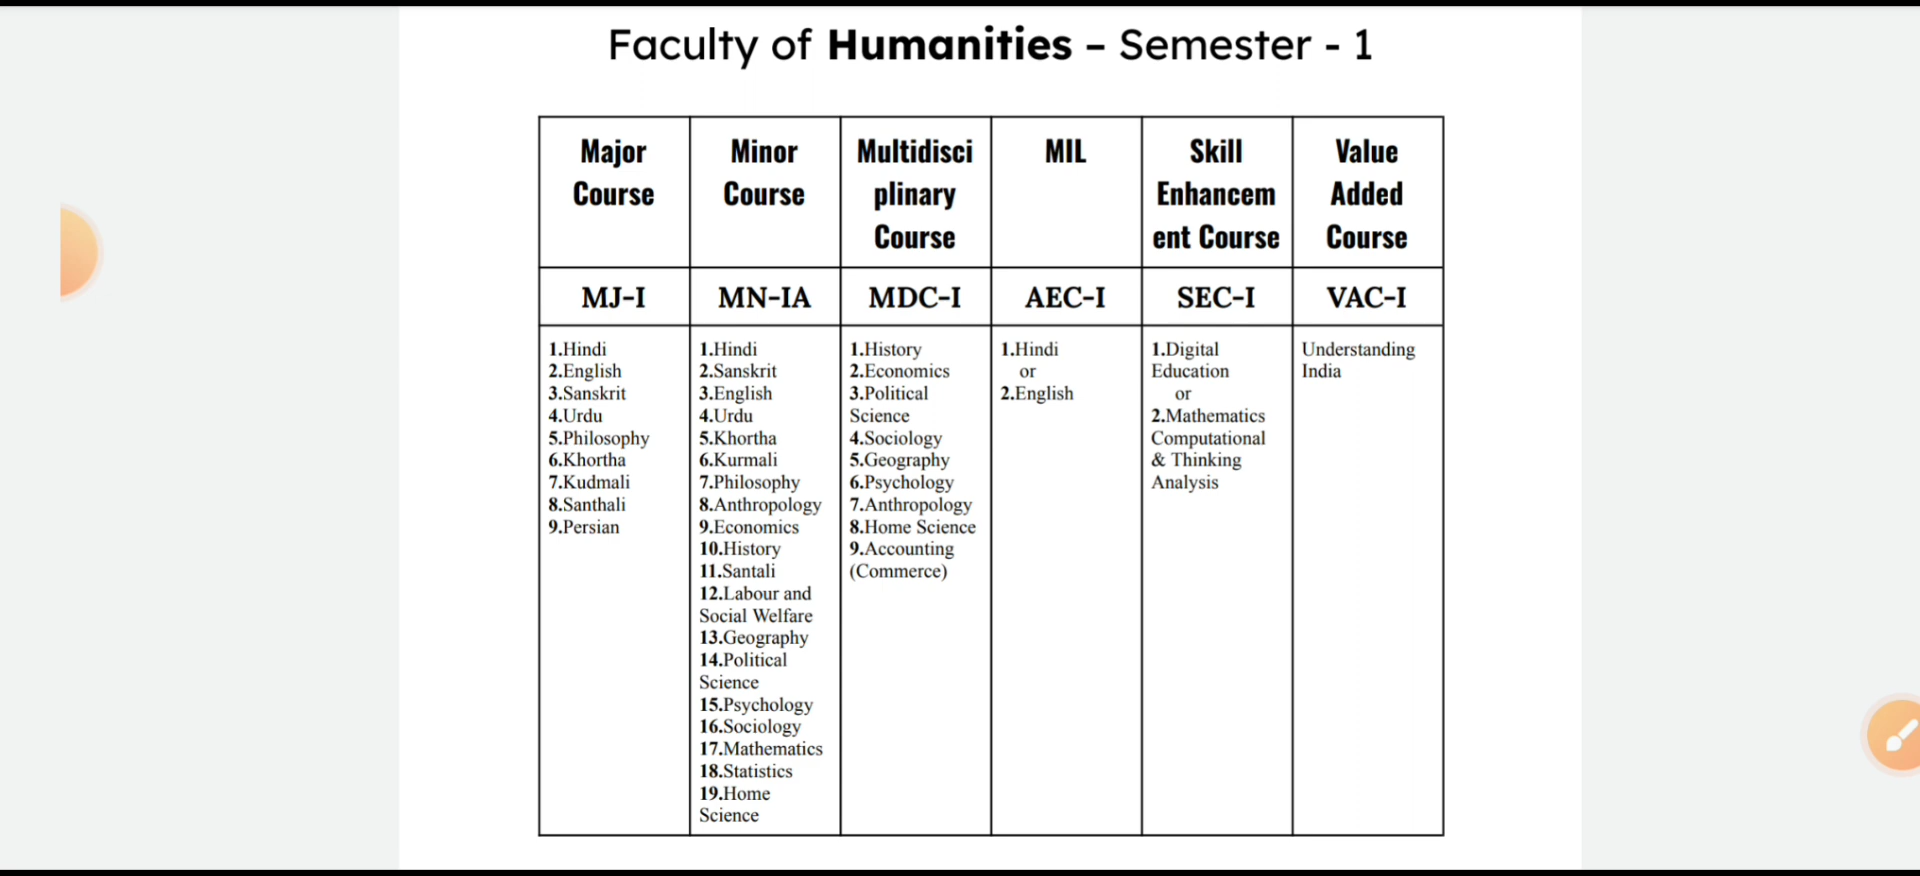 Faculty of Humanities – Semester - 1
Major
Course
Minor
Course
Multidisci
plinary
Course
MIL
Skill
Enhancem
ent Course
Value
Added
Course
MJ-I
MN-IA
MDC-I
AEC-I
SEC-I
VAC-I
1.Hindi
2.English
3.Sanskrit
4.Urdu
5.Philosophy
6.Khortha
7.Kudmali
8.Santhali
9.Persian
1.Hindi
2.Sanskrit
3.English
4.Urdu
5.Khortha
6.Kurmali
7.Philosophy
8.Anthropology
9.Economics
10.History
11.Santali
12.Labour and
Social Welfare
13.Geography
14.Political
Science
15.Psychology
16.Sociology
17.Mathematics
18.Statistics
19.Home
Science
1.History
2.Economics
3.Political
Science
4.Sociology
5.Geography
6.Psychology
7.Anthropology
8.Home Science
9.Accounting
(Commerce)
1.Hindi
or
2.English
1.Digital
Education
or
2.Mathematics
Computational
& Thinking
Analysis
Understanding
India